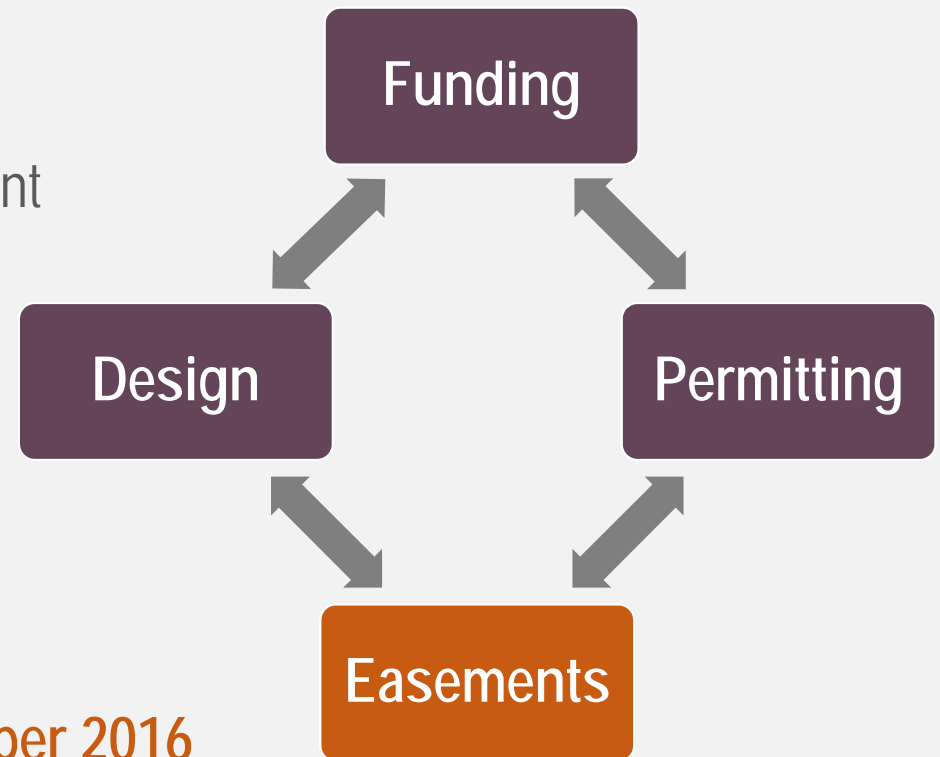 Funding
nt
Design
Permitting
Easements
ber 2016